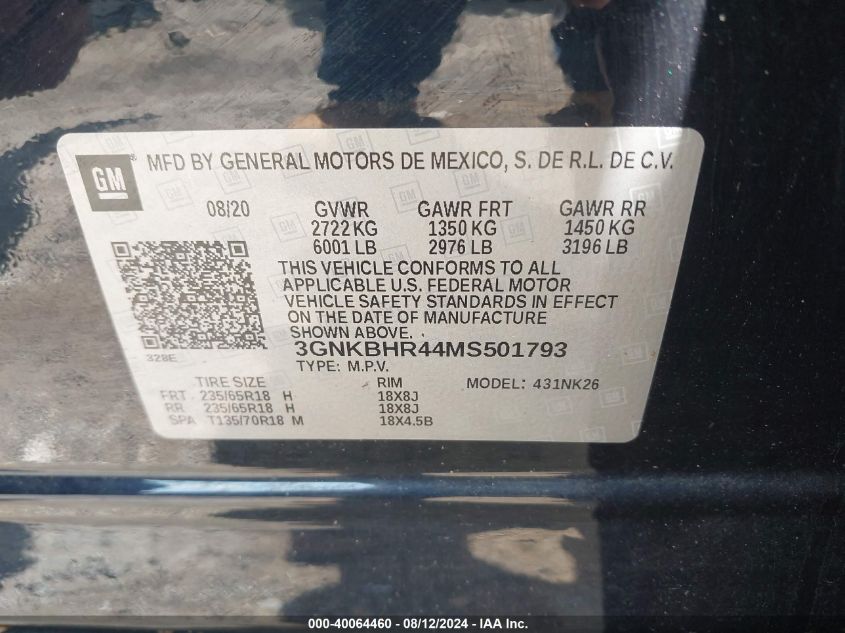 GM ® MFD BY GENERAL MOTORS DE MEXICO, S. DE R.L. DE C.V.
08/20 GVWR GAWR FRT GAWR RR
2722 KG 1350 KG 1450 KG
6001 LB 2976 LB 3196 LB
THIS VEHICLE CONFORMS TO ALL
APPLICABLE U.S. FEDERAL MOTOR
VEHICLE SAFETY STANDARDS IN EFFECT
ON THE DATE OF MANUFACTURE
SHOWN ABOVE.
3GNKBHR44MS501793
328E
TYPE: M.P.V.
TIRE SIZE RIM MODEL: 431NK26
FRT 235/65R18 H 18X8J
RR 235/65R18 H 18X8J
SPA T135/70R18 M 18X4.5B
000-40064460 - 08/12/2024 - IAA Inc.